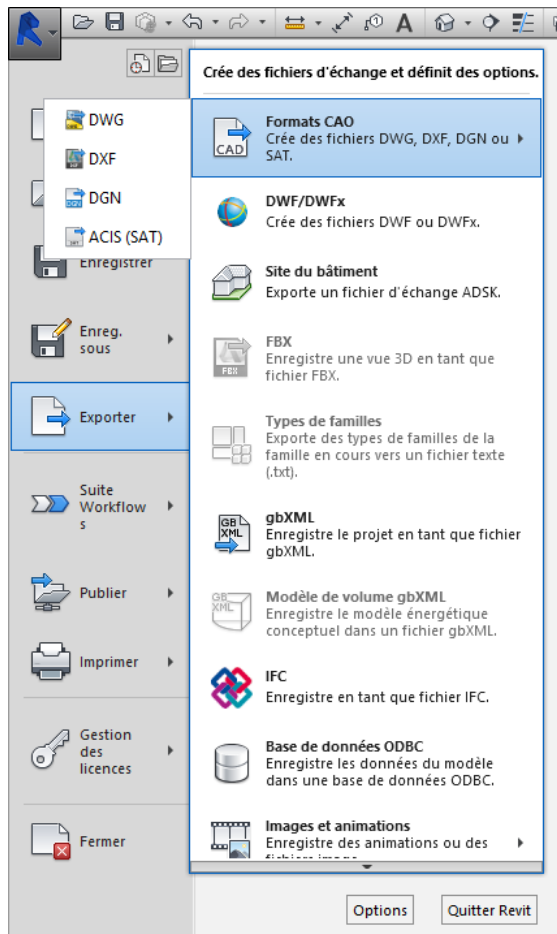 Crée des fichiers d'échange et définit des options.
DWG
DXF
DGN
ACIS (SAT)
Enregistrer
Enreg.
sous
Exporter
Suite
Workflow
s
Publier
Imprimer
Gestion
des
licences
Fermer
CAD
Formats CAO
Crée des fichiers DWG, DXF, DGN ou
SAT.
DWF/DWFx
Crée des fichiers DWF ou DWFx.
Site du bâtiment
Exporte un fichier d'échange ADSK.
FBX
FBX
Enregistre une vue 3D en tant que
fichier FBX.
Types de familles
Exporte des types de familles de la
famille en cours vers un fichier texte
(.txt).
GB
XML
gbXML
Enregistre le projet en tant que fichier
gbXML.
GB
XML
Modèle de volume gbXML
Enregistre le modèle énergétique
conceptuel dans un fichier gbXML.
IFC
Enregistre en tant que fichier IFC.
Base de données ODBC
Enregistre les données du modèle
dans une base de données ODBC.
Images et animations
Enregistre des animations ou des
fichiers image
Options
Quitter Revit